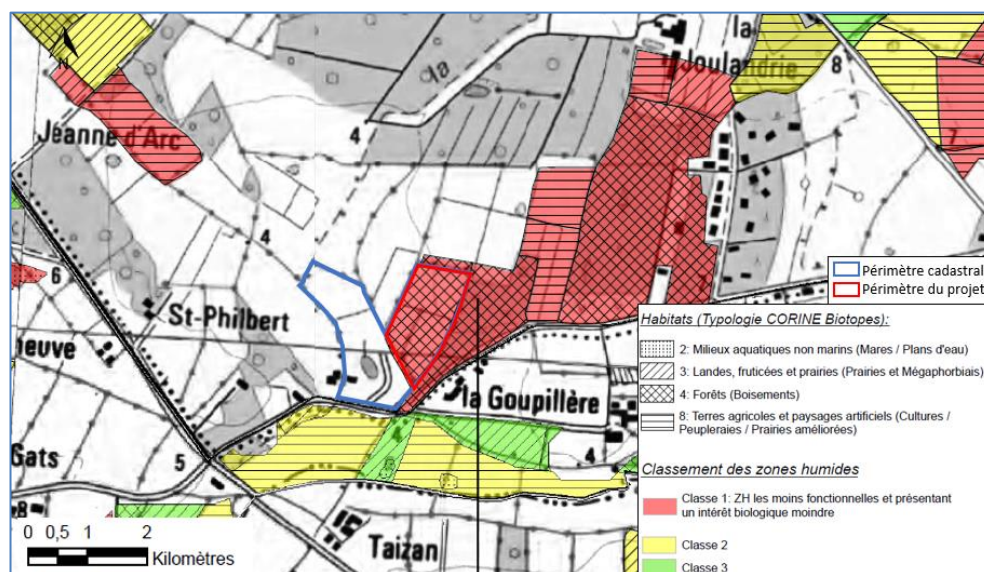 N
la
Joulandrie
8
la
4
Jeanne d'Arc
7
4
6
St-Philbert
neuve
la Goupillère
Gats
5
4
8
Taizan
0 0,5 1 2
Kilomètres
Périmètre cadastral
Périmètre du projet
Habitats (Typologie CORINE Biotopes):
2: Milieux aquatiques non marins (Mares / Plans d'eau)
3: Landes, fruticées et prairies (Prairies et Mégaphorbiais)
4: Forêts (Boisements)
8: Terres agricoles et paysages artificiels (Cultures /
Peupleraies / Prairies améliorées)
Classement des zones humides
Classe 1: ZH les moins fonctionnelles et présentant
un intérêt biologique moindre
Classe 2
Classe 3